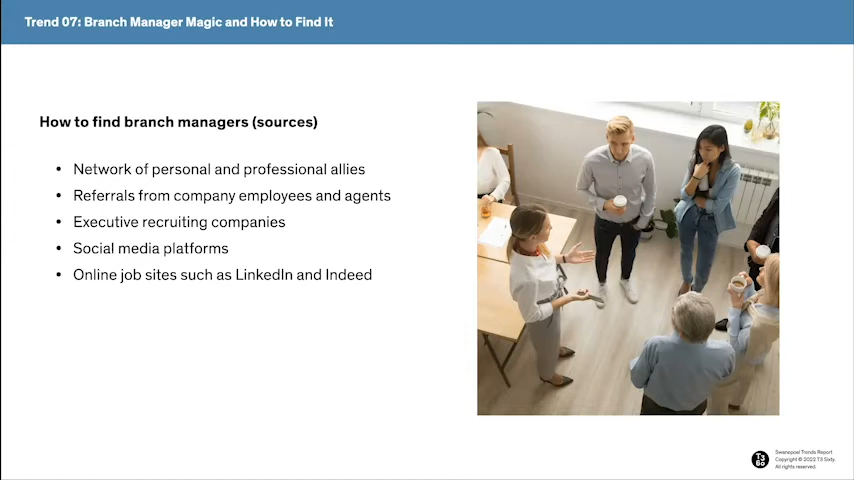 Trend 07: Branch Manager Magic and How to Find It
How to find branch managers (sources)
• Network of personal and professional allies
• Referrals from company employees and agents
• Executive recruiting companies
• Social media platforms
• Online job sites such as LinkedIn and Indeed
T3
60
Swanepoel Trends Report
Copyright © 2022 T3 Sixty.
All rights reserved.